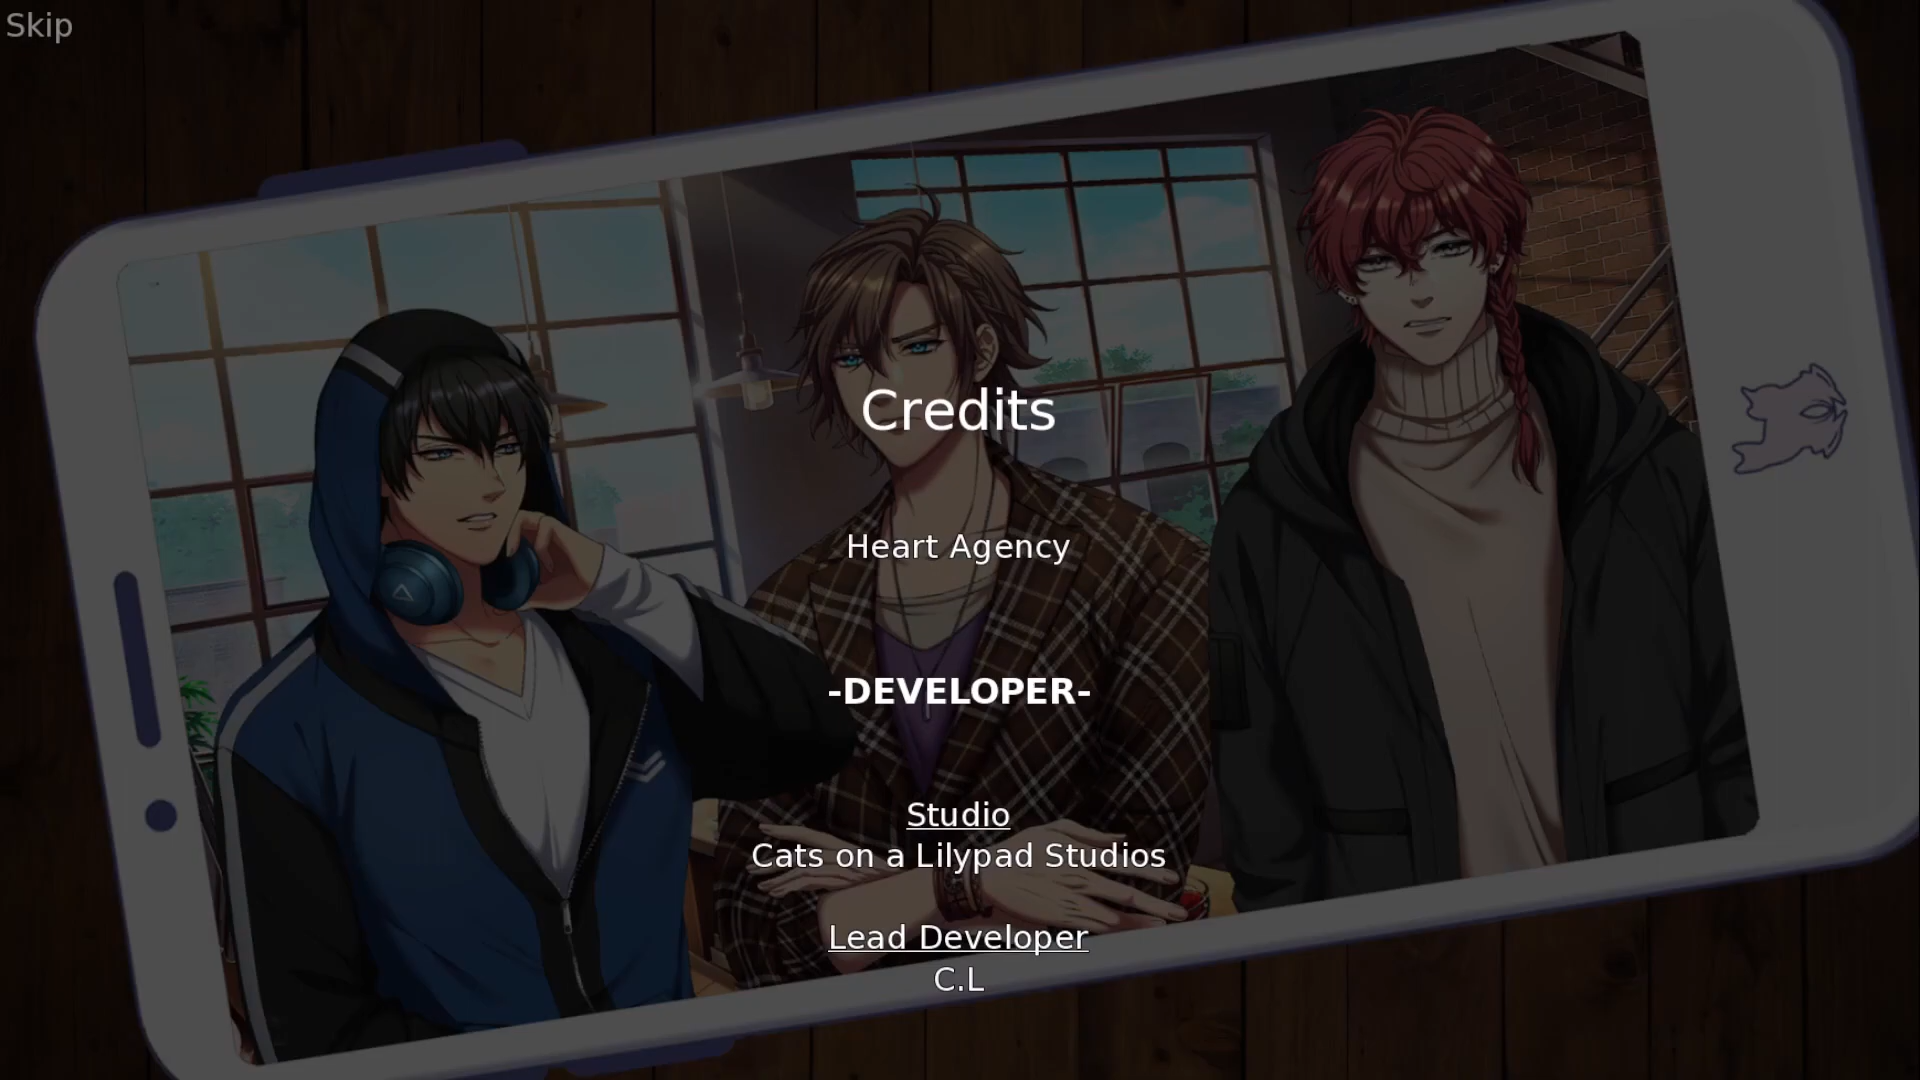 Skip
Credits
Heart Agency
-DEVELOPER-
Studio
Cats on a Lilypad Studios
Lead Developer
C.L